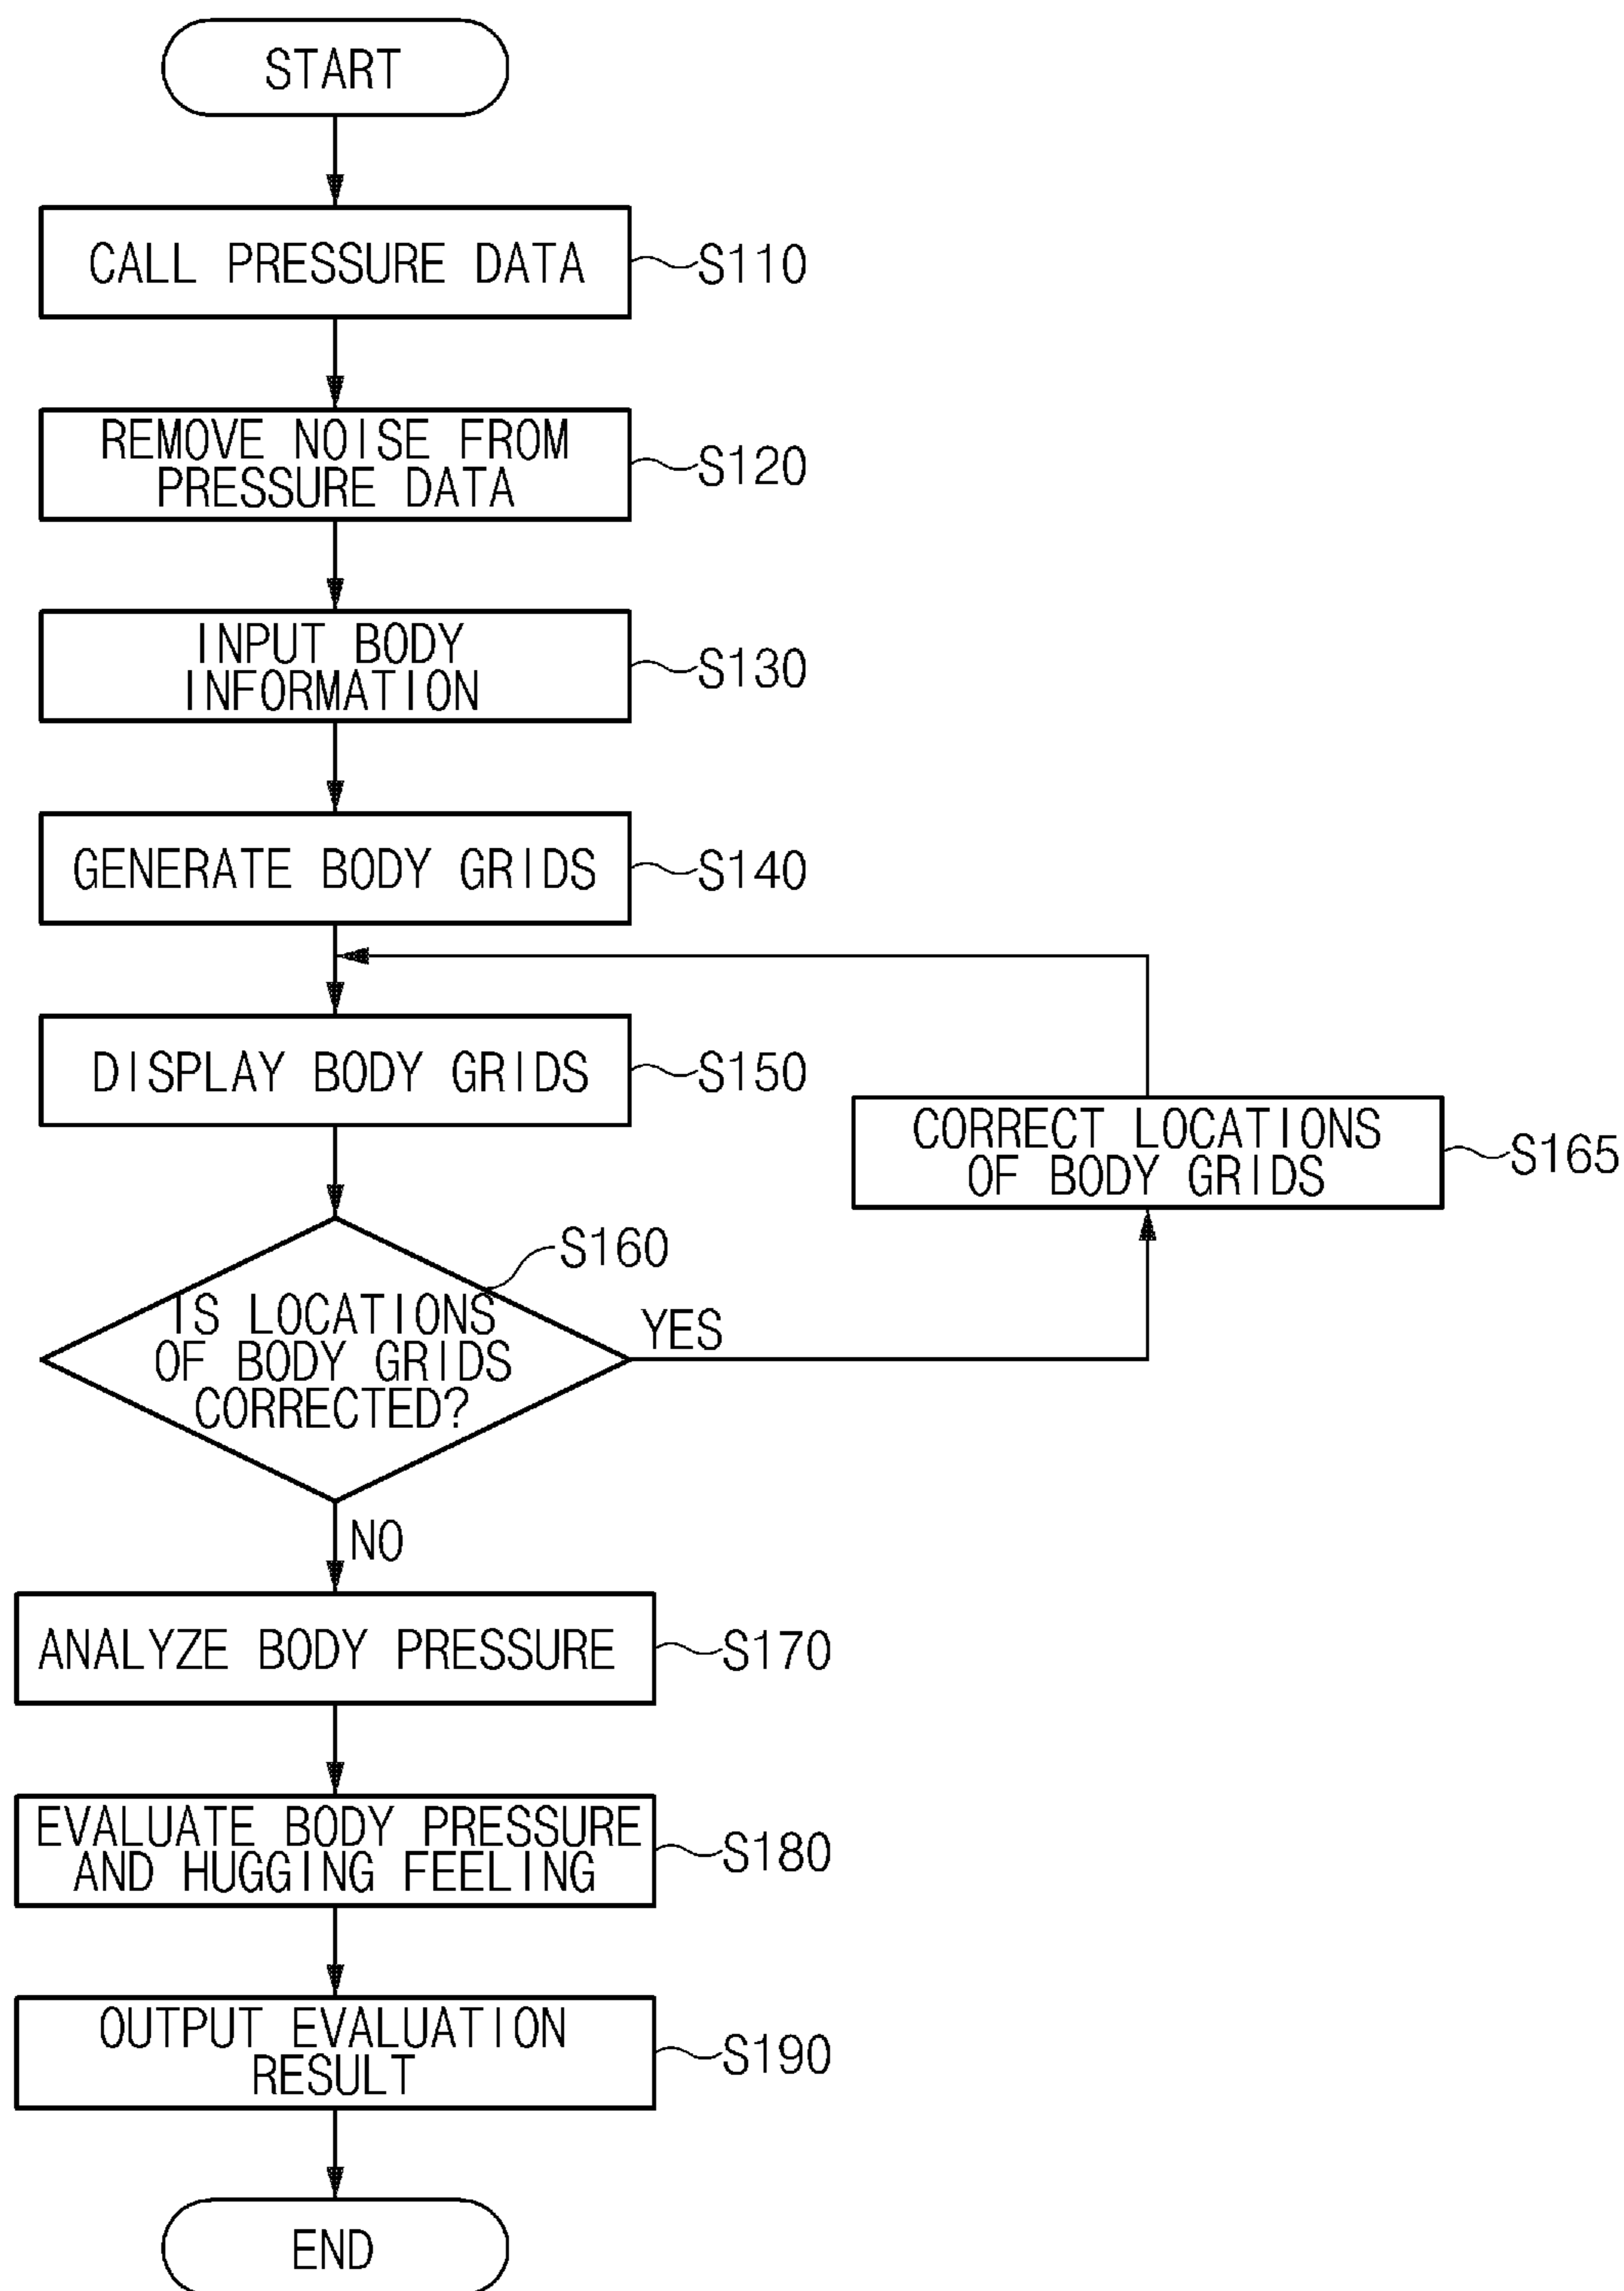 START
CALL PRESSURE DATA
S110
REMOVE NOISE FROM
PRESSURE DATA
S120
INPUT BODY
INFORMATION
S130
GENERATE BODY GRIDS
S140
DISPLAY BODY GRIDS
S150
CORRECT LOCATIONS
OF BODY GRIDS
S165
S160
IS LOCATIONS
OF BODY GRIDS
CORRECTED?
YES
NO
ANALYZE BODY PRESSURE
S170
EVALUATE BODY PRESSURE
AND HUGGING FEELING
S180
OUTPUT EVALUATION
RESULT
S190
END